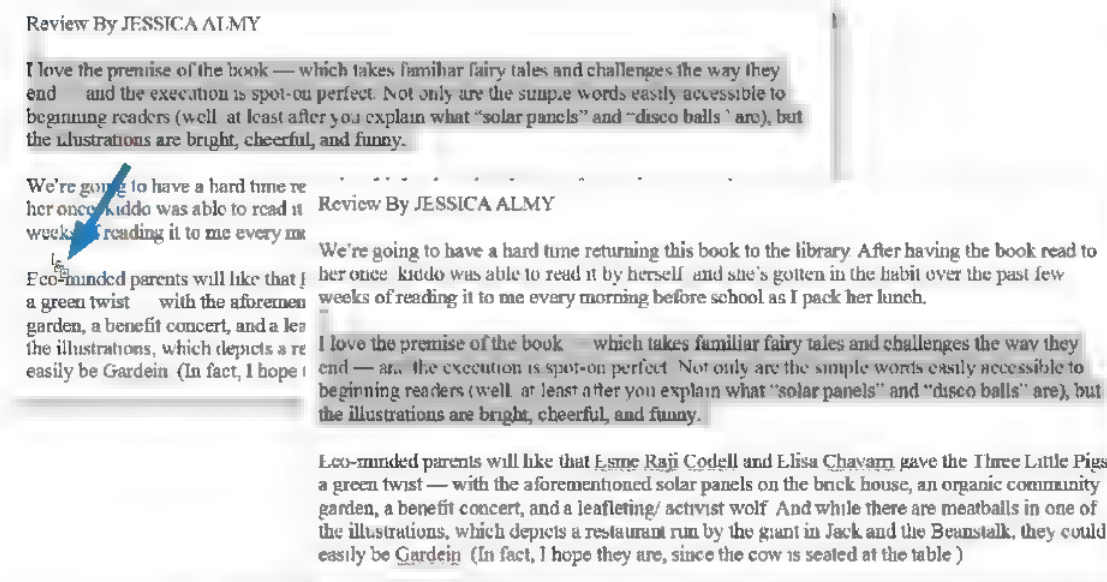 Review By JESSICA ALMY
I love the premise of the book — which takes familiar fairy tales and challenges the way they
end and the execution is spot-on perfect. Not only are the simple words easily accessible to
beginning readers (well at least after you explain what “solar panels” and “disco balls ’ are), but
the illustrations are bright, cheerful, and funny.
We're going to have a hard time re
her once kiddo was able to read it
weeks of reading it to me every mo
Eco-minded parents will like that
a green twist with the aforemen
garden, a benefit concert, and a lea
the illustrations, which depicts a re
easily be Gardein (In fact, I hope
Review By JESSICA ALMY
We're going to have a hard time returning this book to the library After having the book read to
her once kiddo was able to read it by herself and she's gotten in the habit over the past few
weeks of reading it to me every morning before school as I pack her lunch.
I love the premise of the book which takes familiar fairy tales and challenges the way they
end — the execution is spot-on perfect Not only are the simple words easily accessible to
beginning readers (well at least after you explain what “solar panels” and “disco balls” are), but
the illustrations are bright, cheerful, and funny.
Eco-minded parents will like that Esme Raji Codell and Elisa Chavarri gave the Three Little Pigs
a green twist — with the aforementioned solar panels on the brick house, an organic community
garden, a benefit concert, and a leafleting/ activist wolf And while there are meatballs in one of
the illustrations, which depicts a restaurant run by the giant in Jack and the Beanstalk, they could
easily be Gardein (In fact, I hope they are, since the cow is seated at the table )